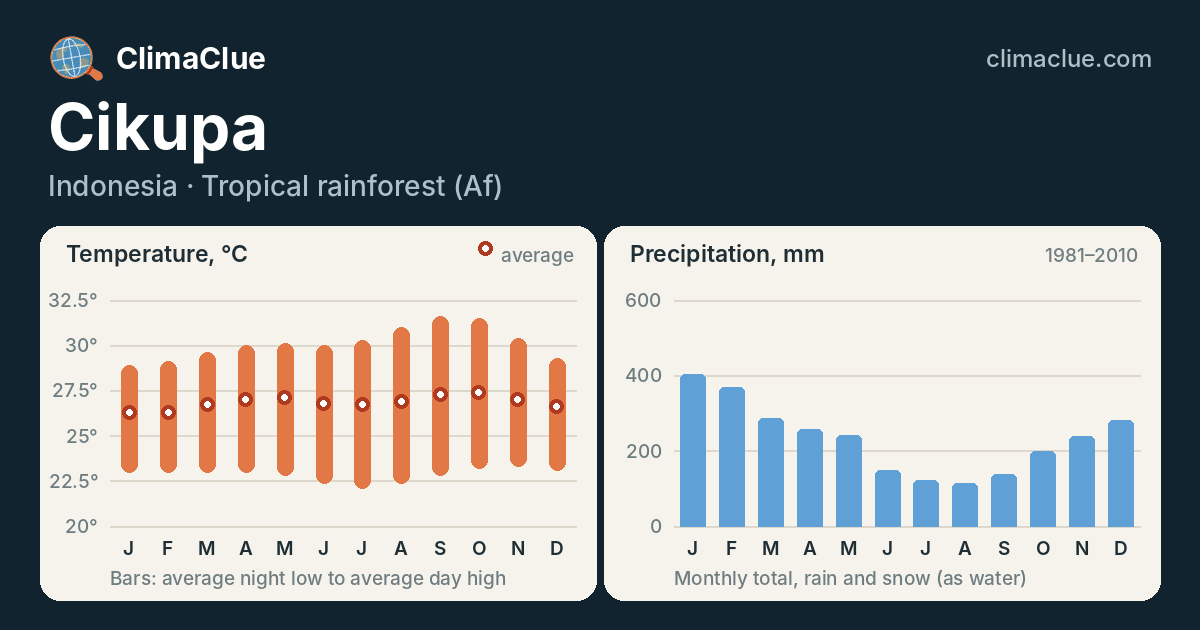 ClimaClue
climaclue.com
Cikupa
Indonesia · Tropical rainforest (Af)
Temperature, °C
average
32.5°
30°
27.5°
25°
22.5°
20°
J F M A M J J A S O N D
Bars: average night low to average day high
Precipitation, mm
1981–2010
600
400
200
0
J F M A M J J A S O N D
Monthly total, rain and snow (as water)